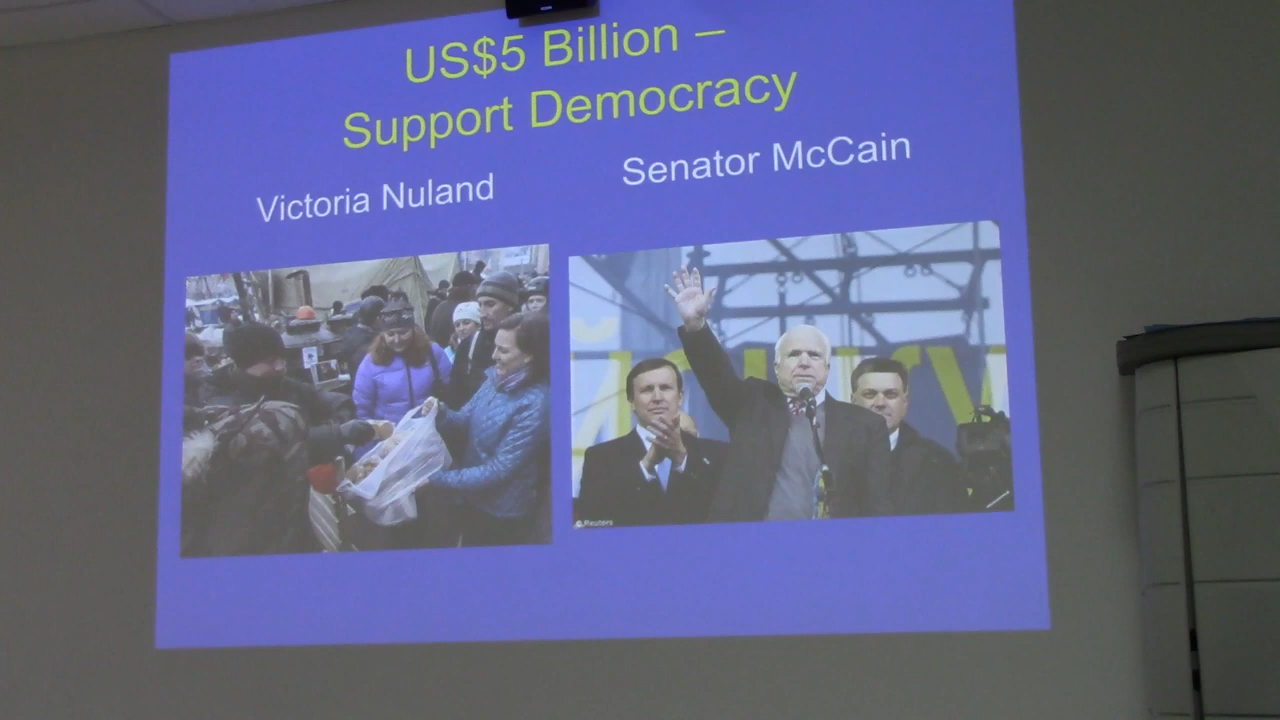 US$5 Billion –
Support Democracy
Victoria Nuland
Senator McCain
©Reuters